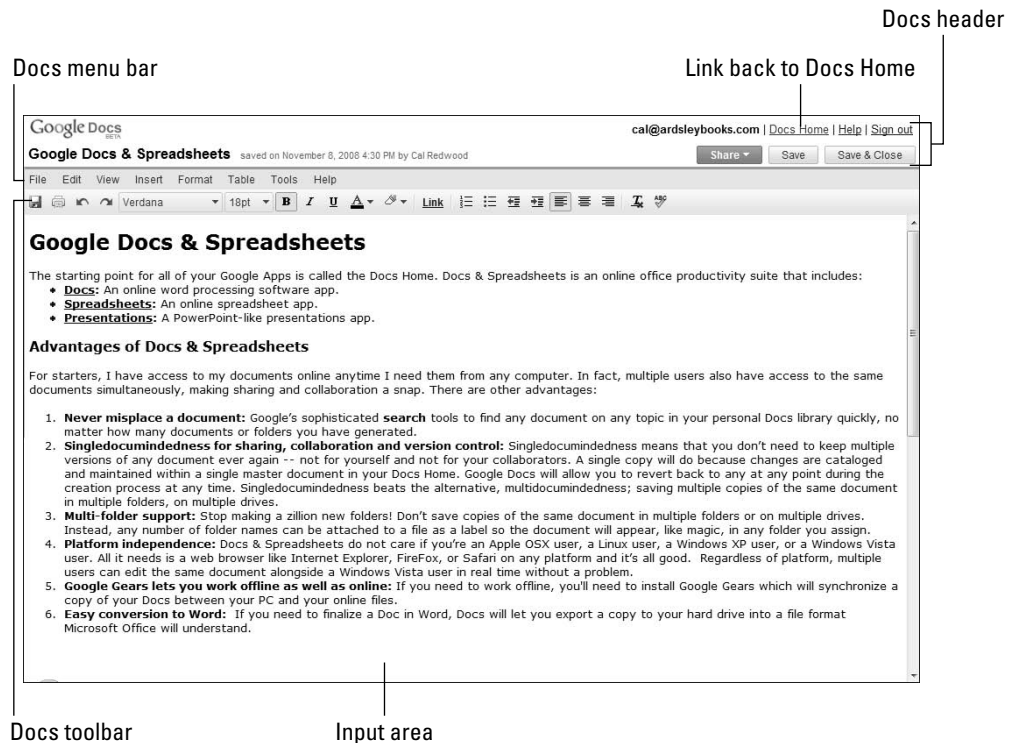 Docs header
Docs menu bar
Link back to Docs Home
Google Docs
BETA
cal@ardsleybooks.com | Docs Home | Help | Sign out
Google Docs & Spreadsheets saved on November 8, 2008 4:30 PM by Cal Redwood
Share Save Save & Close
File Edit View Insert Format Table Tools Help
Verdana 18pt B I U A Link ABC
Google Docs & Spreadsheets
The starting point for all of your Google Apps is called the Docs Home. Docs & Spreadsheets is an online office productivity suite that includes:
Docs: An online word processing software app.
Spreadsheets: An online spreadsheet app.
Presentations: A PowerPoint-like presentations app.
Advantages of Docs & Spreadsheets
For starters, I have access to my documents online anytime I need them from any computer. In fact, multiple users also have access to the same
documents simultaneously, making sharing and collaboration a snap. There are other advantages:
1. Never misplace a document: Google's sophisticated search tools to find any document on any topic in your personal Docs library quickly, no
matter how many documents or folders you have generated.
2. Singledocumindedness for sharing, collaboration and version control: Singledocumindedness means that you don't need to keep multiple
versions of any document ever again -- not for yourself and not for your collaborators. A single copy will do because changes are cataloged
and maintained within a single master document in your Docs Home. Google Docs will allow you to revert back to any at any point during the
creation process at any time. Singledocumindedness beats the alternative, multidocumindedness; saving multiple copies of the same document
in multiple folders, on multiple drives.
3. Multi-folder support: Stop making a zillion new folders! Don't save copies of the same document in multiple folders or on multiple drives.
Instead, any number of folder names can be attached to a file as a label so the document will appear, like magic, in any folder you assign.
4. Platform independence: Docs & Spreadsheets do not care if you're an Apple OSX user, a Linux user, a Windows XP user, or a Windows Vista
user. All it needs is a web browser like Internet Explorer, FireFox, or Safari on any platform and it's all good. Regardless of platform, multiple
users can edit the same document alongside a Windows Vista user in real time without a problem.
5. Google Gears lets you work offline as well as online: If you need to work offline, you'll need to install Google Gears which will synchronize a
copy of your Docs between your PC and your online files.
6. Easy conversion to Word: If you need to finalize a Doc in Word, Docs will let you export a copy to your hard drive into a file format
Microsoft Office will understand.
Docs toolbar
Input area